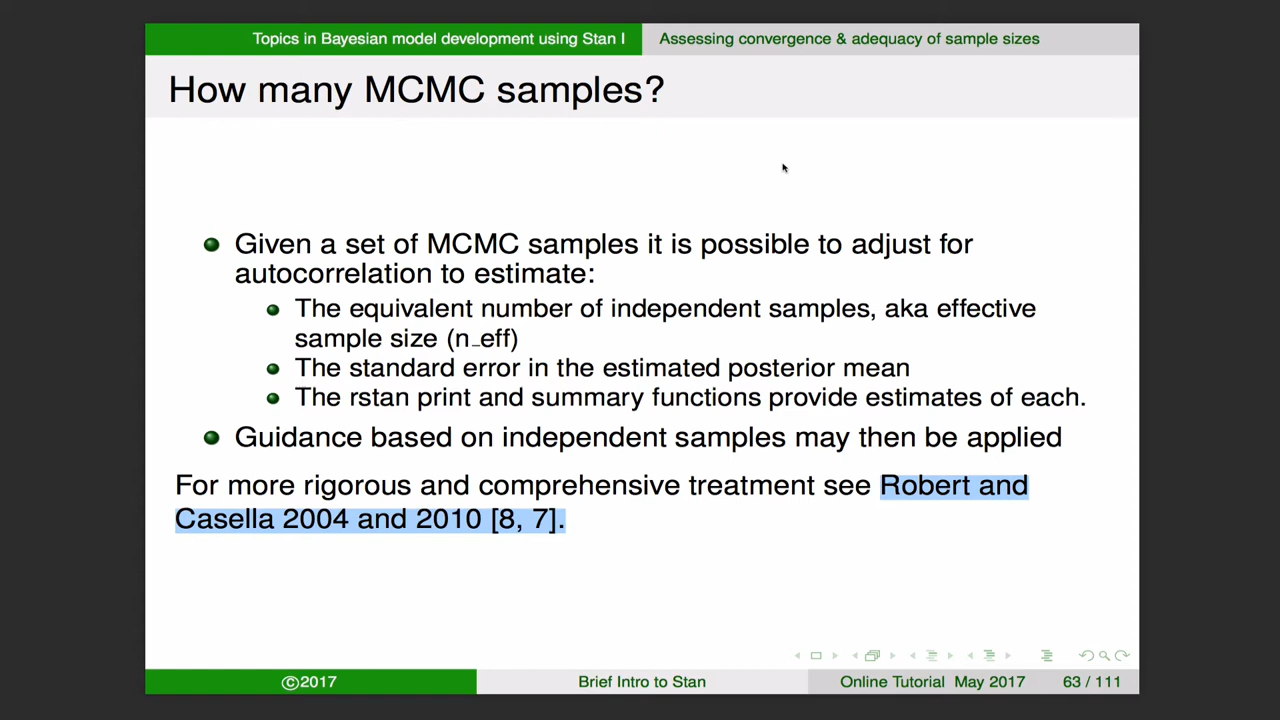 Topics in Bayesian model development using Stan I
Assessing convergence & adequacy of sample sizes
How many MCMC samples?
Given a set of MCMC samples it is possible to adjust for
autocorrelation to estimate:
The equivalent number of independent samples, aka effective
sample size (n_eff)
The standard error in the estimated posterior mean
The rstan print and summary functions provide estimates of each.
Guidance based on independent samples may then be applied
For more rigorous and comprehensive treatment see Robert and
Casella 2004 and 2010 [8, 7].
©2017
Brief Intro to Stan
Online Tutorial May 2017
63 / 111